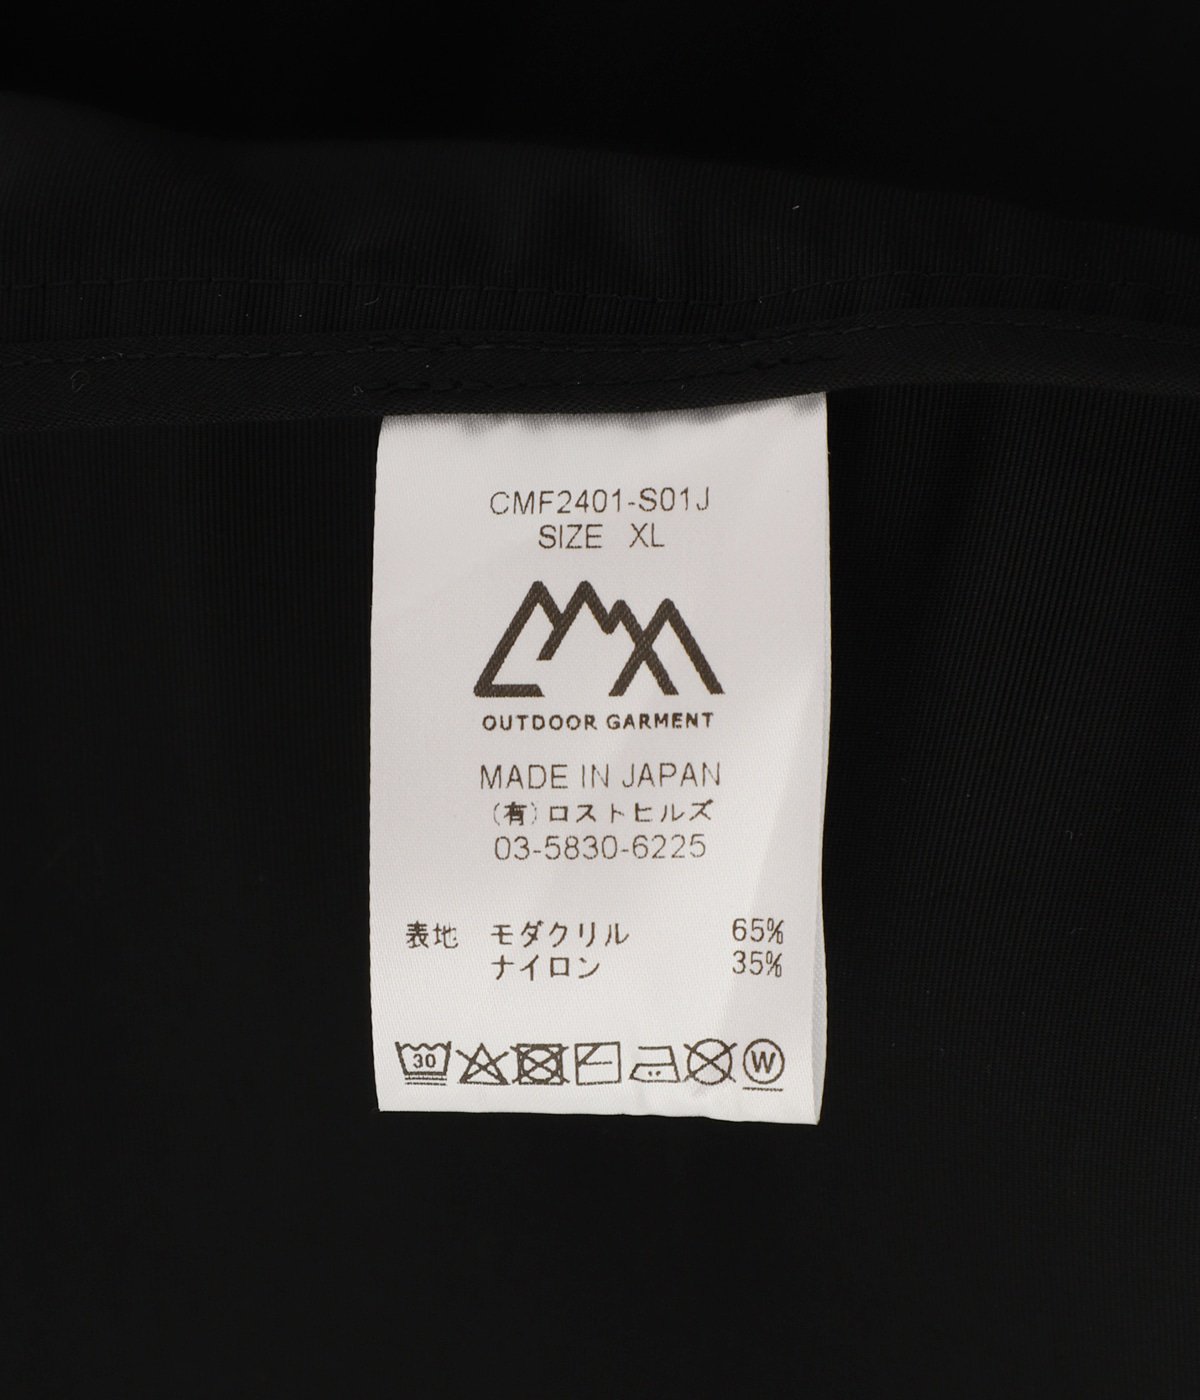 CMF2401-S01J
SIZE XL
OUTDOOR GARMENT
MADE IN JAPAN
(有)ロストヒルズ
03-5830-6225
表地 モダクリル 65%
ナイロン 35%
30 W